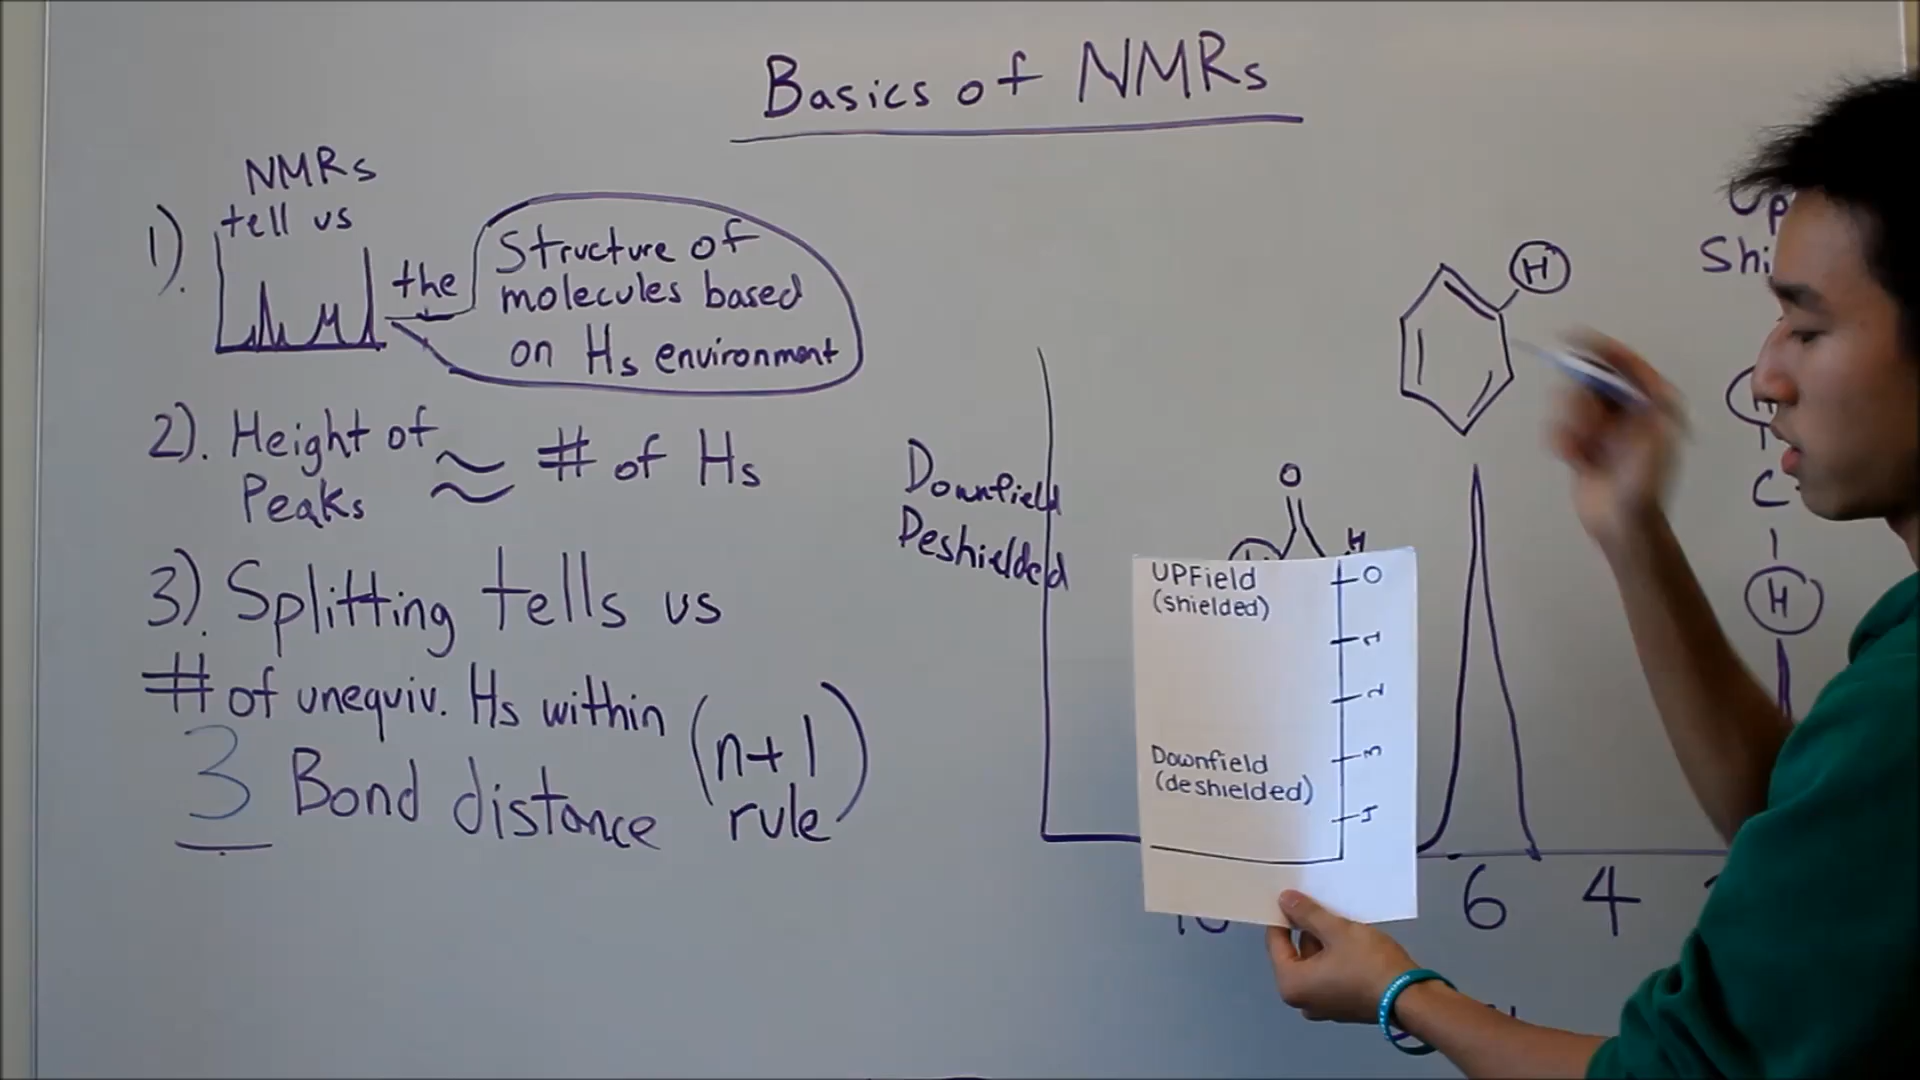 Basics of NMRs
1). NMRs
tell us
the
Structure of
molecules based
on Hs environment
2). Height of
Peaks
≈ # of Hs
3). Splitting tells us
# of unequiv. Hs within
3 Bond distance
(n+1)
rule
Downfield
Deshielded
O
H
H
UPField
(shielded)
0
1
2
Downfield
(deshielded)
3
4
6 4
Shi
C
H